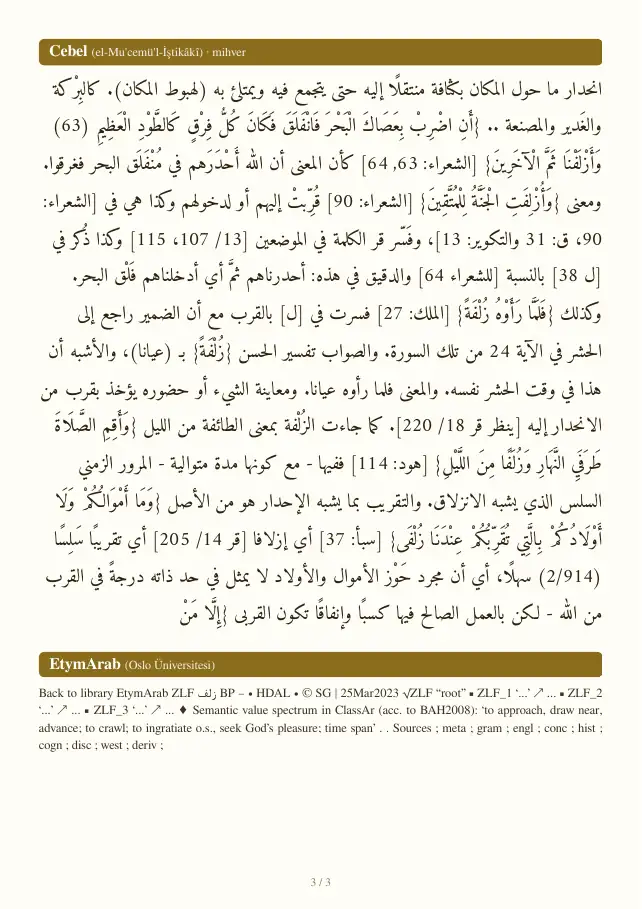 Cebel (el-Mu'cemü'l-İştikâkî) · mihver
انحدار ما حول المكان بكثافة منتقلًا إليه حتى يتجمع فيه ويمتلئ به (لهبوط المكان). كالبِرْكة
والغَدير والمصنعة .. {أَنِ اضْرِبْ بِعَصَاكَ الْبَحْرَ فَانْفَلَقَ فَكَانَ كُلُّ فِرْقٍ كَالطَّوْدِ الْعَظِيمِ (63)
وَأَزْلَفْنَا ثَمَّ الْآخَرِينَ} [الشعراء: 63, 64] كأن المعنى أن الله أَحْدَرَهم في مُنْفَلَق البحر فغرقوا.
ومعنى {وَأُزْلِفَتِ الْجَنَّةُ لِلْمُتَّقِينَ} [الشعراء: 90] قُرِّبتْ إليهم أو لدخولهم وكذا هي في [الشعراء:
90، ق: 31 والتكوير: 13]، وفَسّر قر الكلمة في الموضعين [13/ 107، 115] وكذا ذُكر في
[ل 38] بالنسبة [للشعراء 64] والدقيق في هذه: أحدرناهم ثمَّ أي أدخلناهم فَلْق البحر.
وكذلك {فَلَمَّا رَأَوْهُ زُلْفَةً} [الملك: 27] فسرت في [ل] بالقرب مع أن الضمير راجع إلى
الحشر في الآية 24 من تلك السورة. والصواب تفسير الحسن {زُلْفَةً} بـ (عيانا)، والأشبه أن
هذا في وقت الحشر نفسه. والمعنى فلما رأوه عيانا. ومعاينة الشيء أو حضوره يؤخذ بقرب من
الانحدار إليه [ينظر قر 18/ 220]. كما جاءت الزُلْفة بمعنى الطائفة من الليل {وَأَقِمِ الصَّلَاةَ
طَرَفَيِ النَّهَارِ وَزُلَفًا مِنَ اللَّيْلِ} [هود: 114] ففيها - مع كونها مدة متوالية - المرور الزمني
السلس الذي يشبه الانزلاق. والتقريب بما يشبه الإحدار هو من الأصل {وَمَا أَمْوَالُكُمْ وَلَا
أَوْلَادُكُمْ بِالَّتِي تُقَرِّبُكُمْ عِنْدَنَا زُلْفَى} [سبأ: 37] أي إزلافا [قر 14/ 205] أي تقريبًا سَلِسًا
(2/914) سهلًا، أي أن مجرد حَوْز الأموال والأولاد لا يمثل في حد ذاته درجةً في القرب
من الله - لكن بالعمل الصالح فيها كسبًا وإنفاقًا تكون القربى {إِلَّا مَنْ
EtymArab (Oslo Üniversitesi)
Back to library EtymArab ZLF زلف BP – • HDAL • © SG | 25Mar2023 √ZLF “root” ▪ ZLF_1 ‘...’ ↗ ... ▪ ZLF_2
‘...’ ↗ ... ▪ ZLF_3 ‘...’ ↗ ... ♦ Semantic value spectrum in ClassAr (acc. to BAH2008): ‘to approach, draw near,
advance; to crawl; to ingratiate o.s., seek God’s pleasure; time span’ . . Sources ; meta ; gram ; engl ; conc ; hist ;
cogn ; disc ; west ; deriv ;
3 / 3